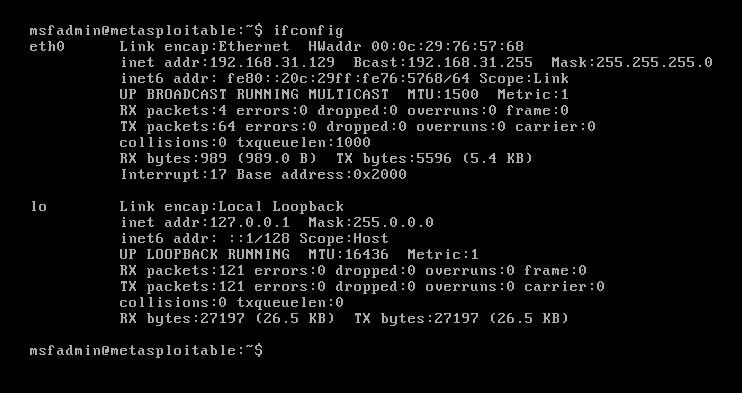 msfadmin@metasploitable:~$ ifconfig
eth0      Link encap:Ethernet  HWaddr 00:0c:29:76:57:68
          inet addr:192.168.31.129  Bcast:192.168.31.255  Mask:255.255.255.0
          inet6 addr: fe80::20c:29ff:fe76:5768/64 Scope:Link
          UP BROADCAST RUNNING MULTICAST  MTU:1500  Metric:1
          RX packets:4 errors:0 dropped:0 overruns:0 frame:0
          TX packets:64 errors:0 dropped:0 overruns:0 carrier:0
          collisions:0 txqueuelen:1000
          RX bytes:989 (989.0 B)  TX bytes:5596 (5.4 KB)
          Interrupt:17 Base address:0x2000

lo        Link encap:Local Loopback
          inet addr:127.0.0.1  Mask:255.0.0.0
          inet6 addr: ::1/128 Scope:Host
          UP LOOPBACK RUNNING  MTU:16436  Metric:1
          RX packets:121 errors:0 dropped:0 overruns:0 frame:0
          TX packets:121 errors:0 dropped:0 overruns:0 carrier:0
          collisions:0 txqueuelen:0
          RX bytes:27197 (26.5 KB)  TX bytes:27197 (26.5 KB)

msfadmin@metasploitable:~$